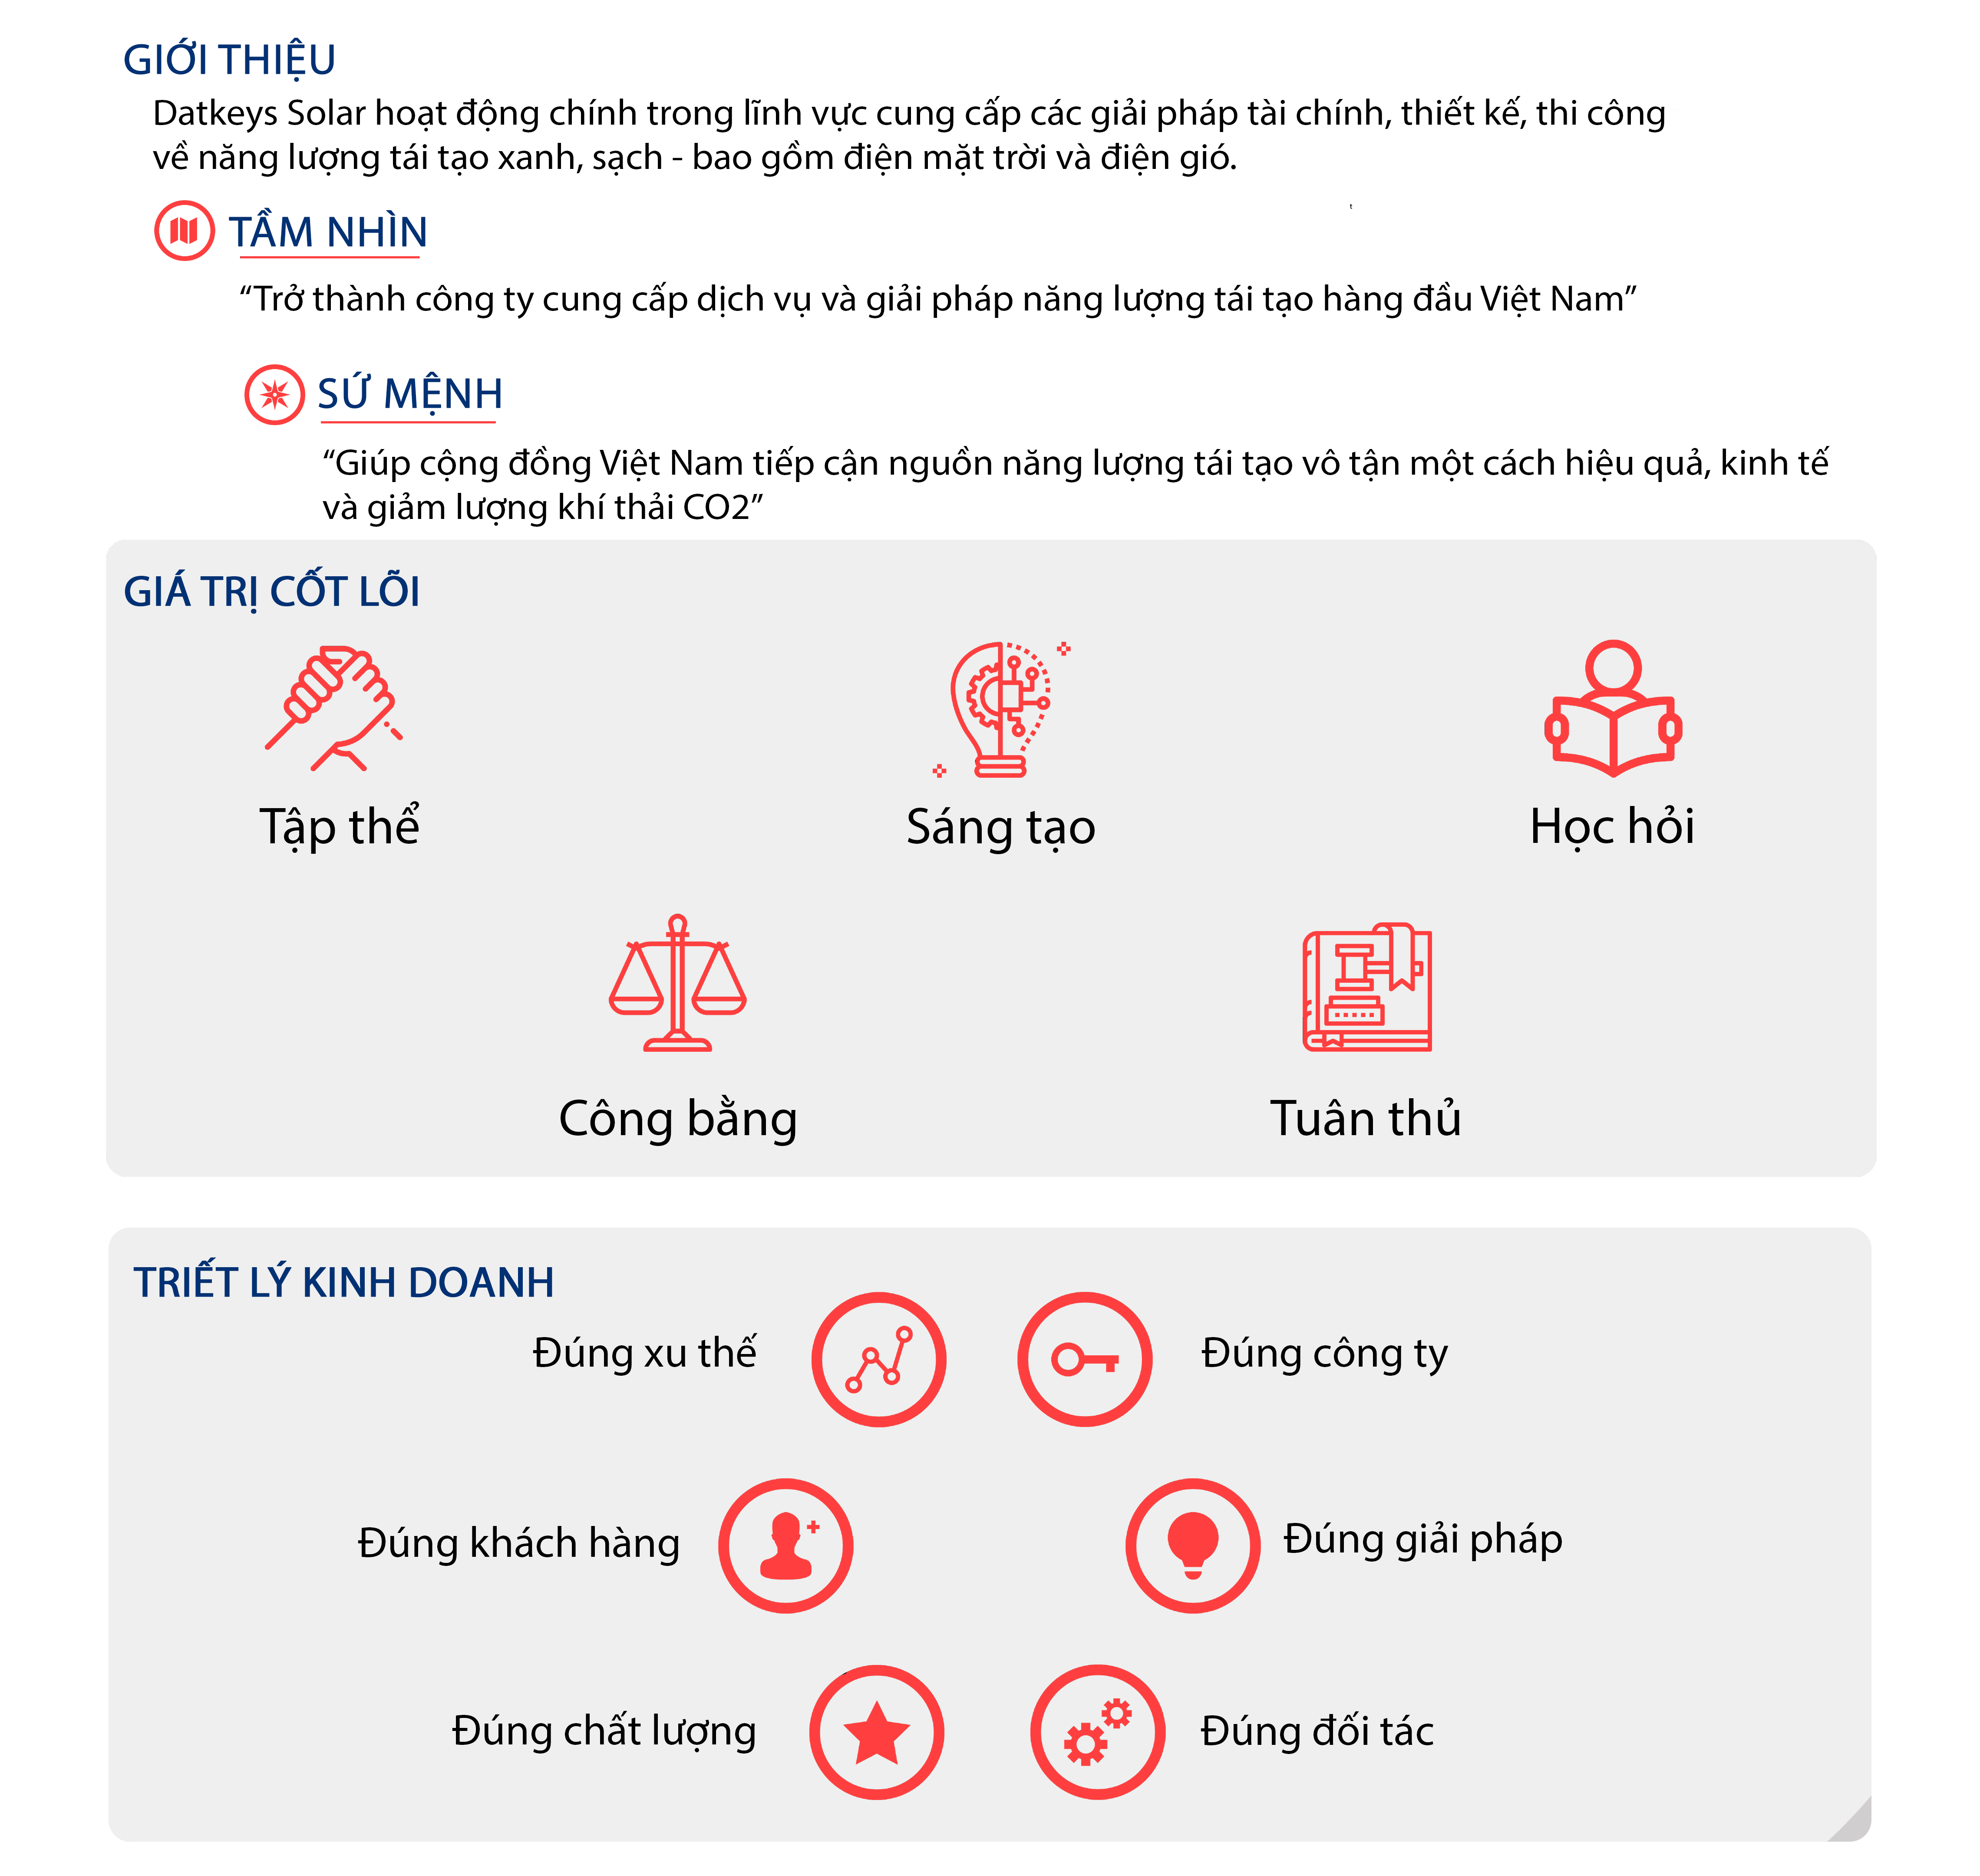 GIỚI THIỆU
Datkeys Solar hoạt động chính trong lĩnh vực cung cấp các giải pháp tài chính, thiết kế, thi công
về năng lượng tái tạo xanh, sạch - bao gồm điện mặt trời và điện gió.
t
TẦM NHÌN
“Trở thành công ty cung cấp dịch vụ và giải pháp năng lượng tái tạo hàng đầu Việt Nam”
SỨ MỆNH
“Giúp cộng đồng Việt Nam tiếp cận nguồn năng lượng tái tạo vô tận một cách hiệu quả, kinh tế
và giảm lượng khí thải CO2”
GIÁ TRỊ CỐT LÕI
Tập thể
Sáng tạo
Học hỏi
Công bằng
Tuân thủ
TRIẾT LÝ KINH DOANH
Đúng xu thế
Đúng công ty
Đúng khách hàng
Đúng giải pháp
Đúng chất lượng
Đúng đối tác